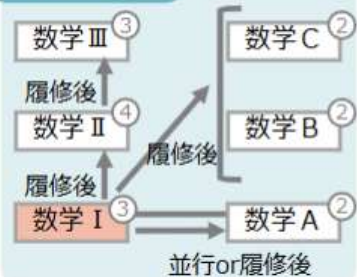 数学Ⅲ ③
数学C ②
履修後
数学Ⅱ ④
数学B ②
履修後
履修後
数学Ⅰ ③
数学A ②
並行or履修後